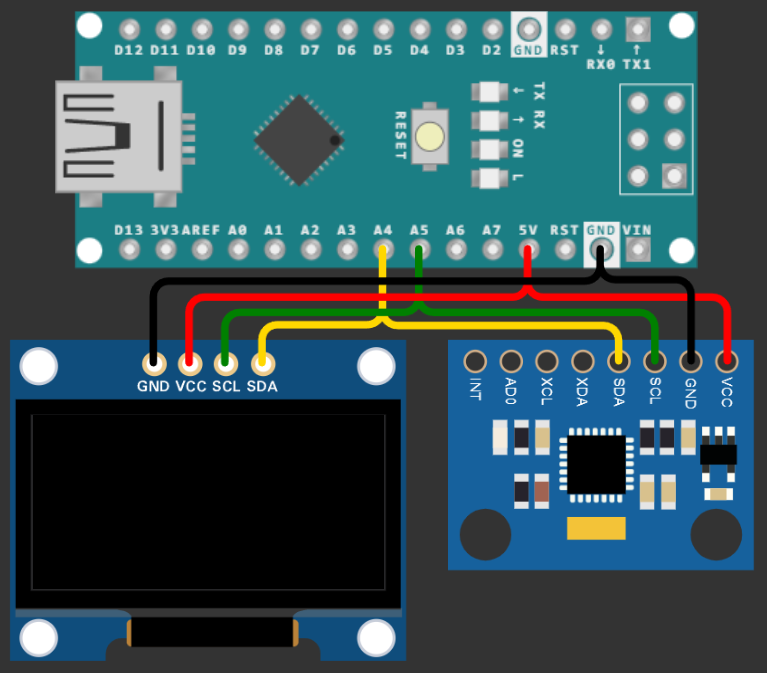 D12 D11 D10 D9 D8 D7 D6 D5 D4 D3 D2 GND RST ↓ ↑
RX0 TX1
RESET
TX RX
↓ ↑
ON
L
D13 3V3 AREF A0 A1 A2 A3 A4 A5 A6 A7 5V RST GND VIN
GND VCC SCL SDA
INT AD0 XCL XDA SDA SCL GND VCC